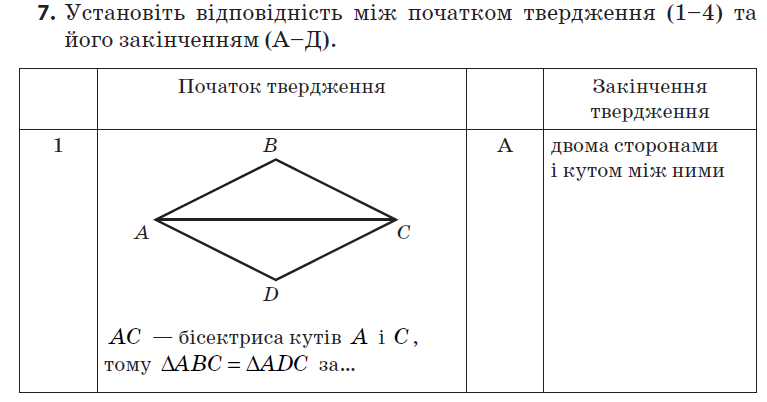 7. Установіть відповідність між початком твердження (1–4) та
його закінченням (А–Д).
Початок твердження
Закінчення
твердження
1
B
A
C
D
AC — бісектриса кутів A і C,
тому ΔABC = ΔADC за...
А
двома сторонами
і кутом між ними